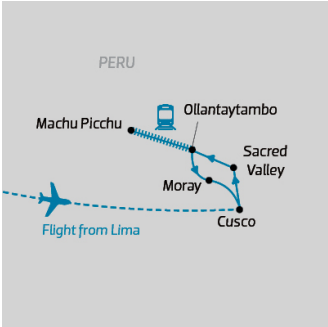 PERU
Ollantaytambo
Machu Picchu
Sacred
Valley
Moray
Cusco
Flight from Lima